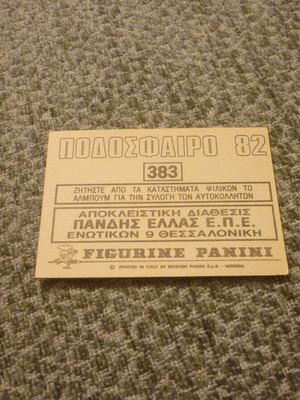 ΠΟΔΟΣΦΑΙΡΟ 82
383
ΖΗΤΗΣΤΕ ΑΠΟ ΤΑ ΚΑΤΑΣΤΗΜΑΤΑ ΨΙΛΙΚΩΝ ΤΟ
ΑΛΜΠΟΥΜ ΓΙΑ ΤΗΝ ΣΥΛΟΓΗ ΤΩΝ ΑΥΤΟΚΟΛΛΗΤΩΝ
ΑΠΟΚΛΕΙΣΤΙΚΗ ΔΙΑΘΕΣΙΣ
ΠΑΝΔΗΣ ΕΛΛΑΣ Ε.Π.Ε.
ΕΝΩΤΙΚΩΝ 9 ΘΕΣΣΑΛΟΝΙΚΗ
FIGURINE PANINI
© PRINTED IN ITALY BY EDIZIONI PANINI S.p.A. - MODENA